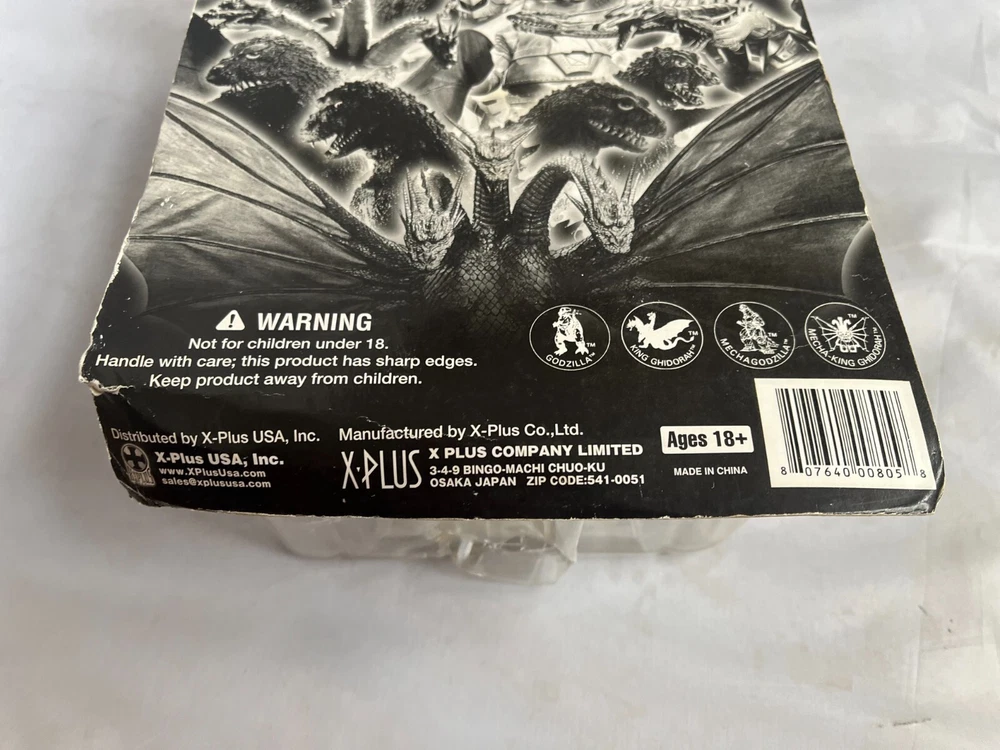 WARNING
Not for children under 18.
Handle with care; this product has sharp edges.
Keep product away from children.
GODZILLA™
KING GHIDORAH™
MECHAGODZILLA™
MECHA-KING GHIDORAH™
Distributed by X-Plus USA, Inc.
X-Plus USA, Inc.
www.XPlusUsa.com
sales@xplususa.com
Manufactured by X-Plus Co.,Ltd.
X·PLUS
X PLUS COMPANY LIMITED
3-4-9 BINGO-MACHI CHUO-KU
OSAKA JAPAN ZIP CODE:541-0051
Ages 18+
MADE IN CHINA
8 07640 00805 8